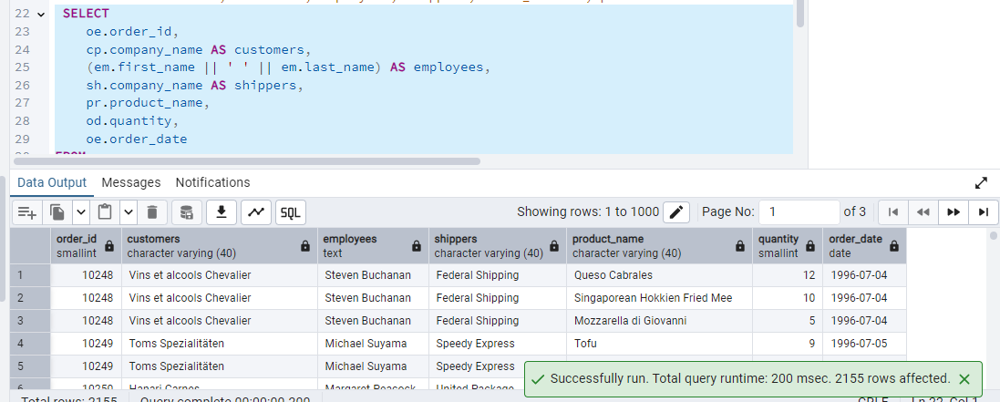 22 SELECT
23 oe.order_id,
24 cp.company_name AS customers,
25 (em.first_name || ' ' || em.last_name) AS employees,
26 sh.company_name AS shippers,
27 pr.product_name,
28 od.quantity,
29 oe.order_date
FROM
Data Output Messages Notifications
SQL Showing rows: 1 to 1000 Page No: 1 of 3
order_id customers employees shippers product_name quantity order_date
smallint character varying (40) text character varying (40) character varying (40) smallint date
1 10248 Vins et alcools Chevalier Steven Buchanan Federal Shipping Queso Cabrales 12 1996-07-04
2 10248 Vins et alcools Chevalier Steven Buchanan Federal Shipping Singaporean Hokkien Fried Mee 10 1996-07-04
3 10248 Vins et alcools Chevalier Steven Buchanan Federal Shipping Mozzarella di Giovanni 5 1996-07-04
4 10249 Toms Spezialitäten Michael Suyama Speedy Express Tofu 9 1996-07-05
5 10249 Toms Spezialitäten Michael Suyama Speedy Express
Successfully run. Total query runtime: 200 msec. 2155 rows affected.
6 10250 Hanari Carnes Margaret Peacock United Package
Total rows: 2155 Query complete 00:00:00.200 CRLF Ln 22, Col 1